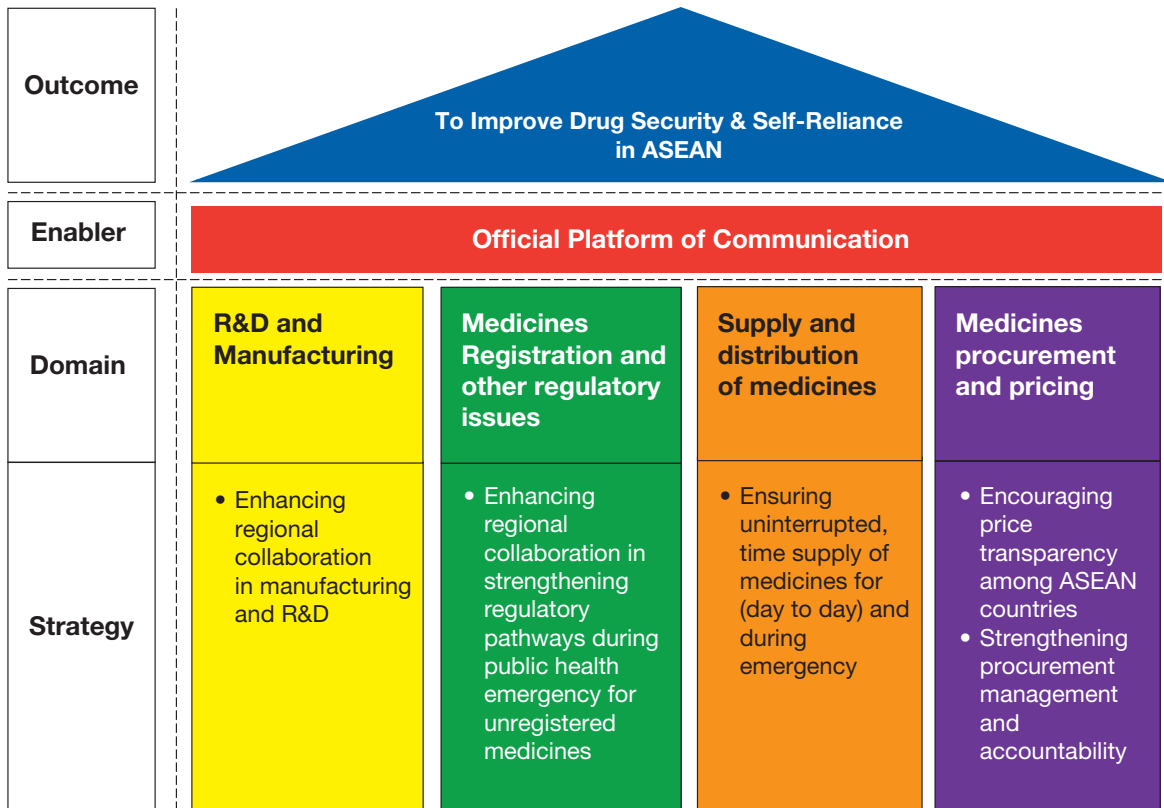 Outcome
To Improve Drug Security & Self-Reliance
in ASEAN
Enabler
Official Platform of Communication
Domain
R&D and
Manufacturing
Medicines
Registration and
other regulatory
issues
Supply and
distribution
of medicines
Medicines
procurement
and pricing
Strategy
• Enhancing
regional
collaboration
in manufacturing
and R&D
• Enhancing
regional
collaboration in
strengthening
regulatory
pathways during
public health
emergency for
unregistered
medicines
• Ensuring
uninterrupted,
time supply of
medicines for
(day to day) and
during
emergency
• Encouraging
price
transparency
among ASEAN
countries
• Strengthening
procurement
management
and
accountability